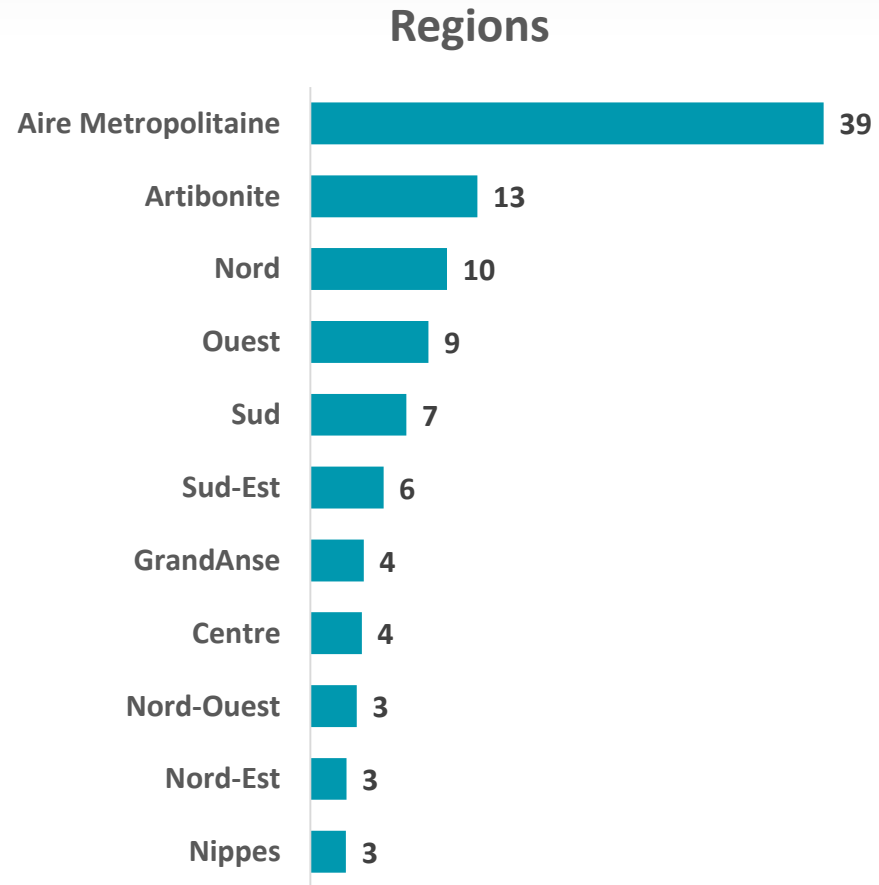 Regions
Aire Metropolitaine 39
Artibonite 13
Nord 10
Ouest 9
Sud 7
Sud-Est 6
GrandAnse 4
Centre 4
Nord-Ouest 3
Nord-Est 3
Nippes 3